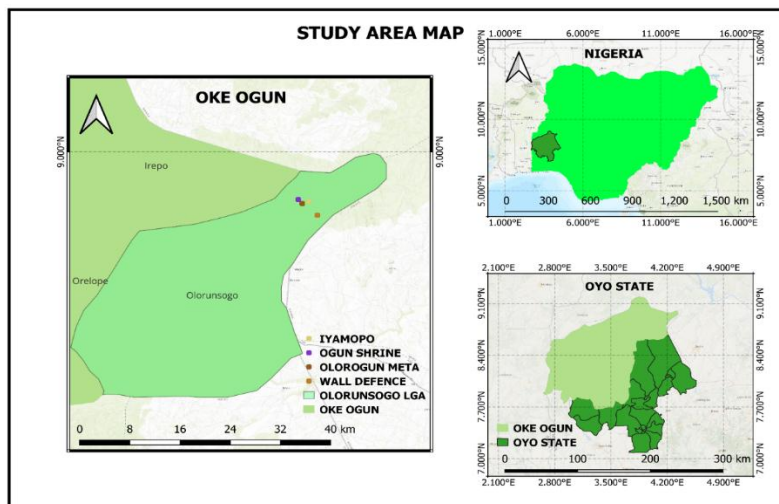 STUDY AREA MAP
OKE OGUN
9.000°N
9.000°N
Irepo
Orelope
Olorunsogo
IYAMOPO
OGUN SHRINE
OLOROGUN META
WALL DEFENCE
OLORUNSOGO LGA
OKE OGUN
0 8 16 24 32 40 km
1.000°E 6.000°E 11.000°E 16.000°E
NIGERIA
15.000°N
10.000°N
5.000°N
15.000°N
10.000°N
5.000°N
0 300 600 900 1,200 1,500 km
1.000°E 6.000°E 11.000°E 16.000°E
2.100°E 2.800°E 3.500°E 4.200°E 4.900°E
OYO STATE
9.100°N
8.400°N
7.700°N
7.000°N
9.100°N
8.400°N
7.700°N
7.000°N
OKE OGUN
OYO STATE
0 100 200 300 km
2.100°E 2.800°E 3.500°E 4.200°E 4.900°E